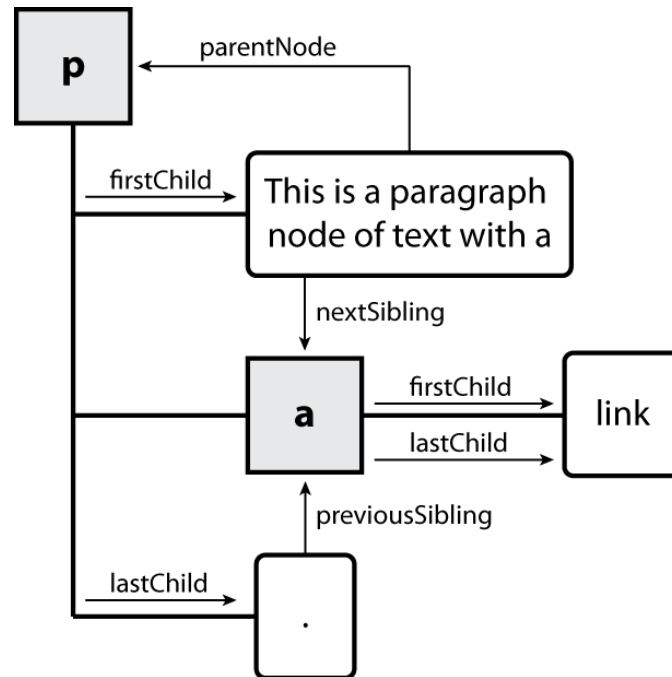 p
parentNode
firstChild
This is a paragraph
node of text with a
nextSibling
a
firstChild
link
lastChild
previousSibling
lastChild
.